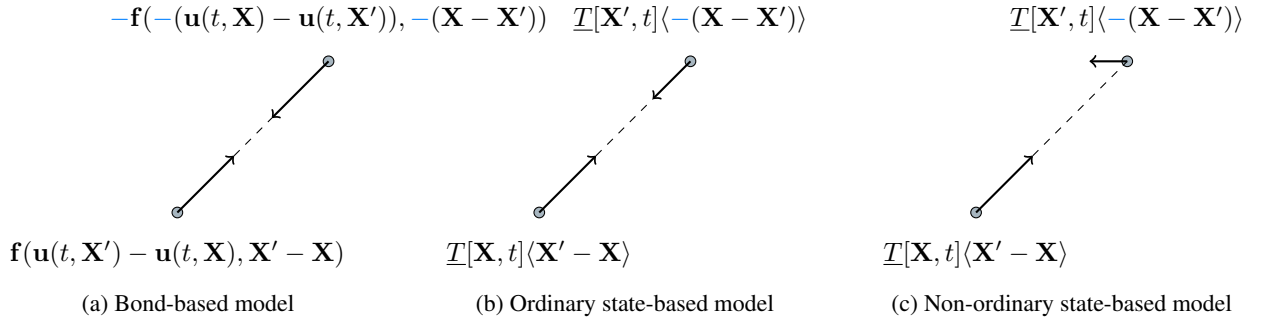 −f(−(u(t, X) − u(t, X′)), −(X − X′))
T[X′, t]⟨−(X − X′)⟩
T[X′, t]⟨−(X − X′)⟩
f(u(t, X′) − u(t, X), X′ − X)
T[X, t]⟨X′ − X⟩
T[X, t]⟨X′ − X⟩
(a) Bond-based model
(b) Ordinary state-based model
(c) Non-ordinary state-based model